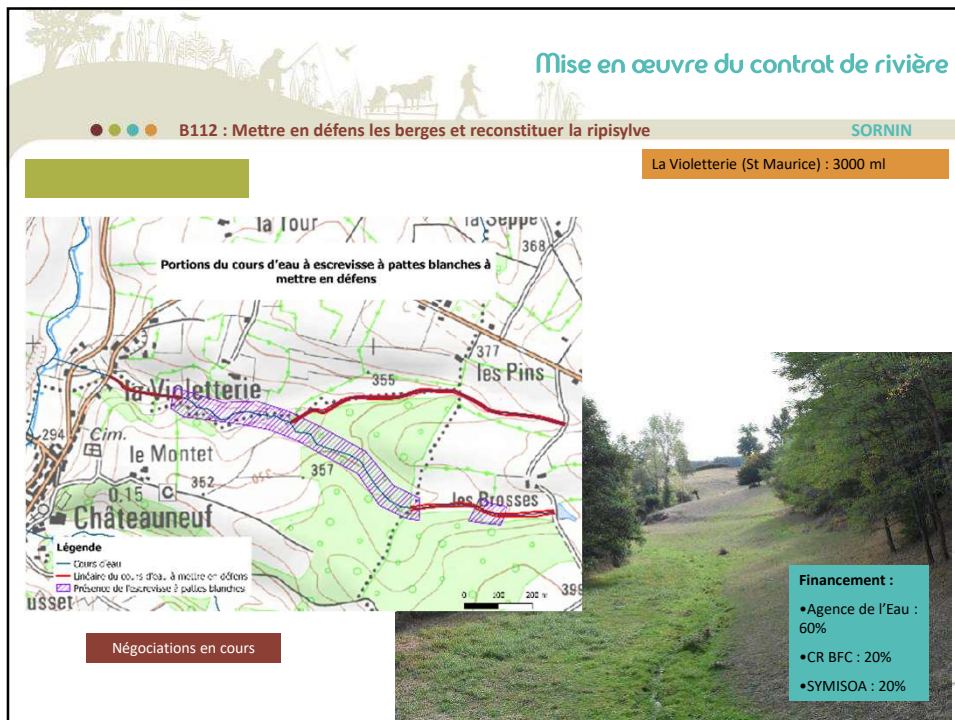 Mise en œuvre du contrat de rivière
B112 : Mettre en défens les berges et reconstituer la ripisylve
SORNIN
La Violetterie (St Maurice) : 3000 ml
la Tour
la Seppe
368
Portions du cours d'eau à escrevisse à pattes blanches à
mettre en défens
377
les Pins
355
la Violetterie
294
Cim.
le Montet
352
350
357
0,15
C
les Brosses
Châteauneuf
Légende
Cours d'eau
Linéaire du cours d'eau à mettre en défens
Présence de l'escrevisse à pattes blanches
usset
0 100 200 m
399
Négociations en cours
Financement :
•Agence de l'Eau :
60%
•CR BFC : 20%
•SYMISOA : 20%